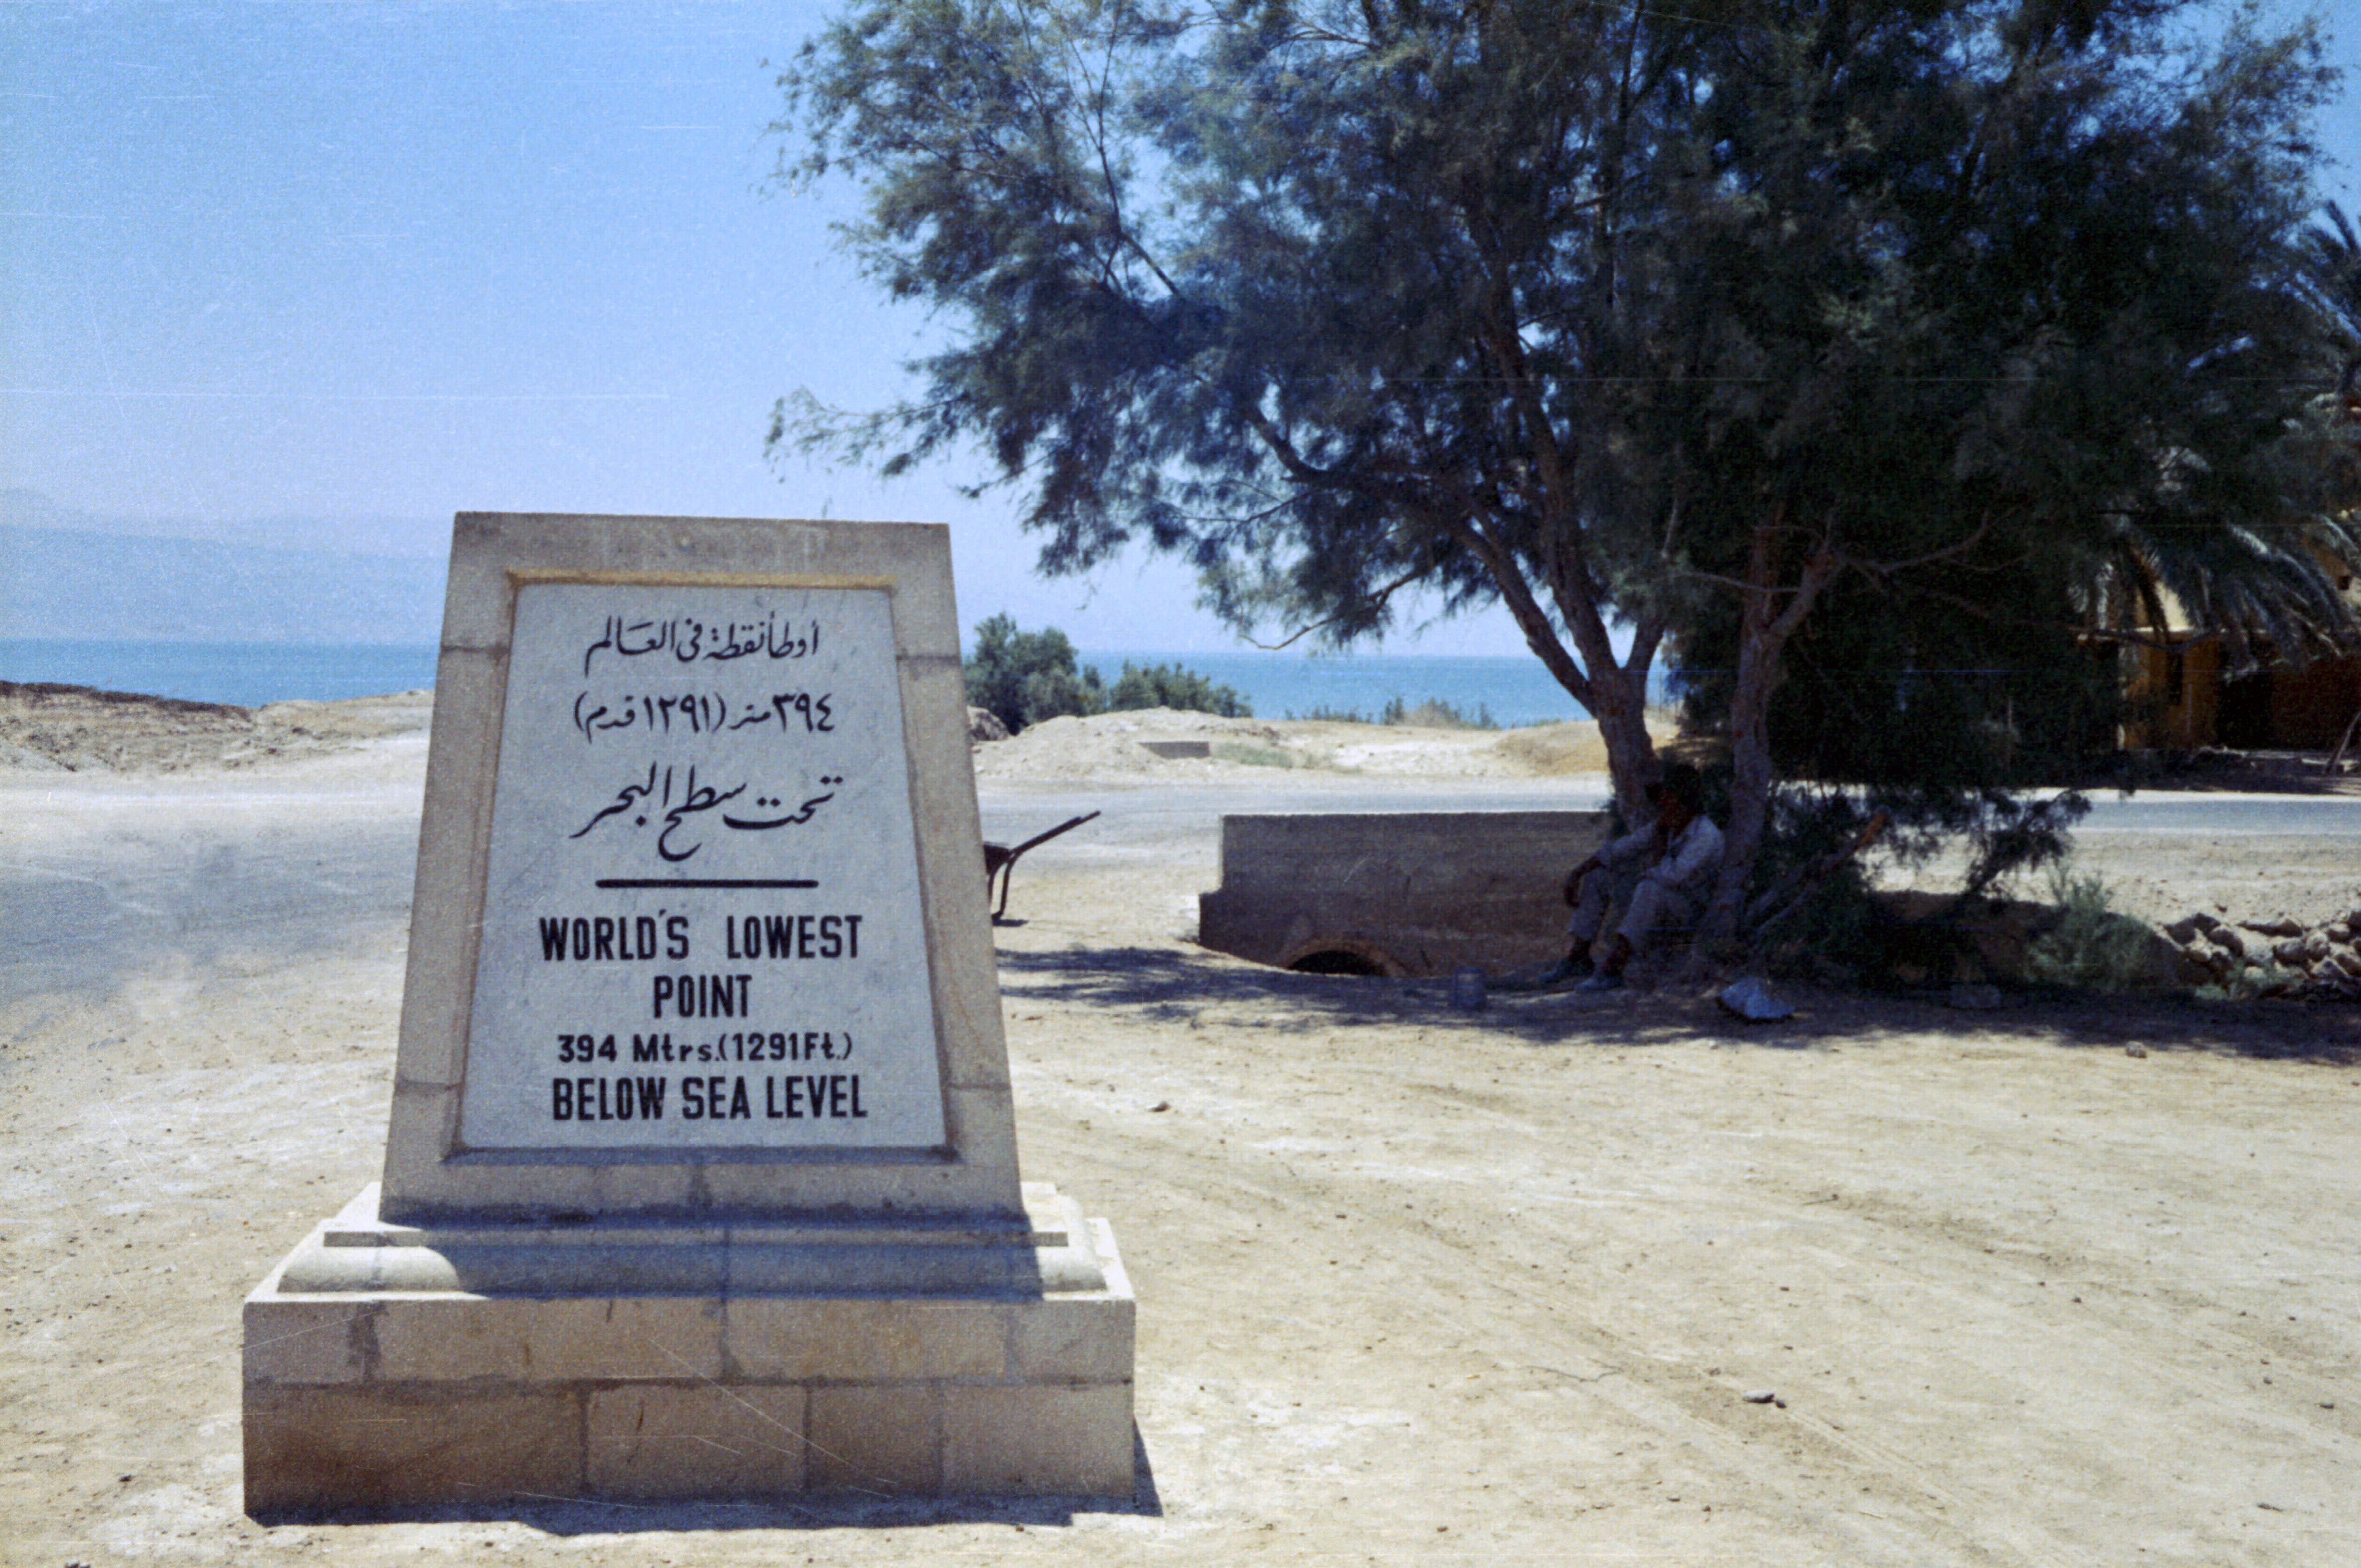 أوطأ نقطة في العالم
٣٩٤ متر (١٢٩١ قدم)
تحت سطح البحر
WORLD'S LOWEST
POINT
394 Mtrs.(1291Ft.)
BELOW SEA LEVEL